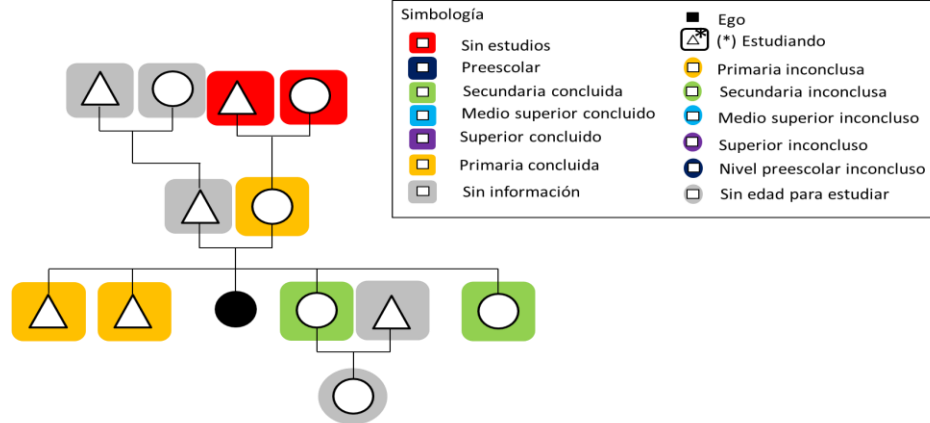 Simbología
Sin estudios
Preescolar
Secundaria concluida
Medio superior concluido
Superior concluido
Primaria concluida
Sin información
Ego
(*) Estudiando
Primaria inconclusa
Secundaria inconclusa
Medio superior inconcluso
Superior inconcluso
Nivel preescolar inconcluso
Sin edad para estudiar